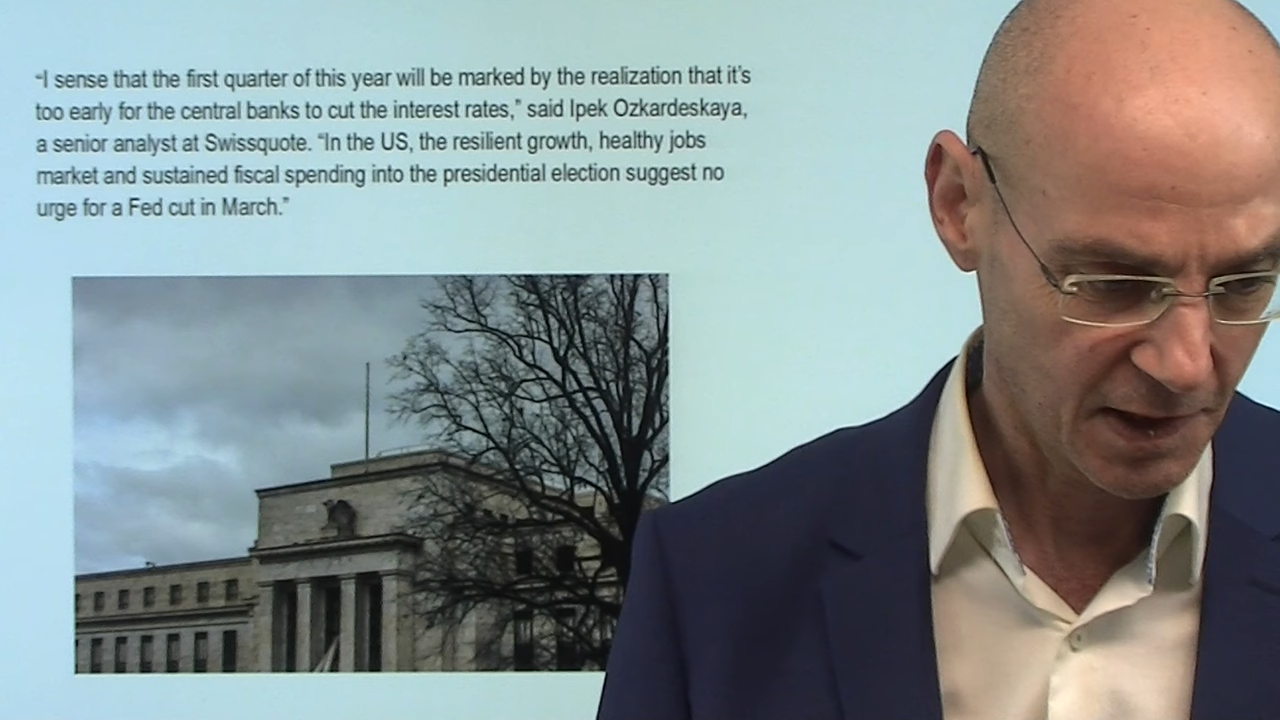 “I sense that the first quarter of this year will be marked by the realization that it’s
too early for the central banks to cut the interest rates,” said Ipek Ozkardeskaya,
a senior analyst at Swissquote. “In the US, the resilient growth, healthy jobs
market and sustained fiscal spending into the presidential election suggest no
urge for a Fed cut in March.”